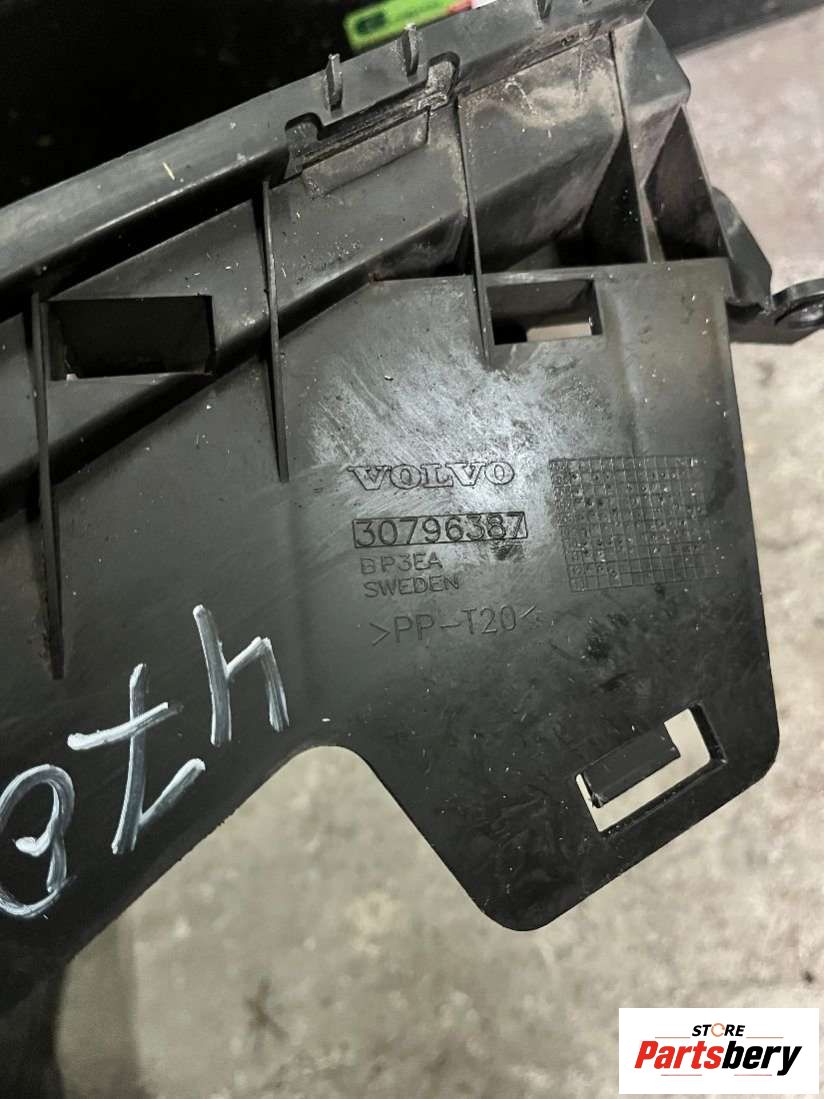 VOLVO
30796387
BP3EA
SWEDEN
>PP-T20<
STORE
Partsbery